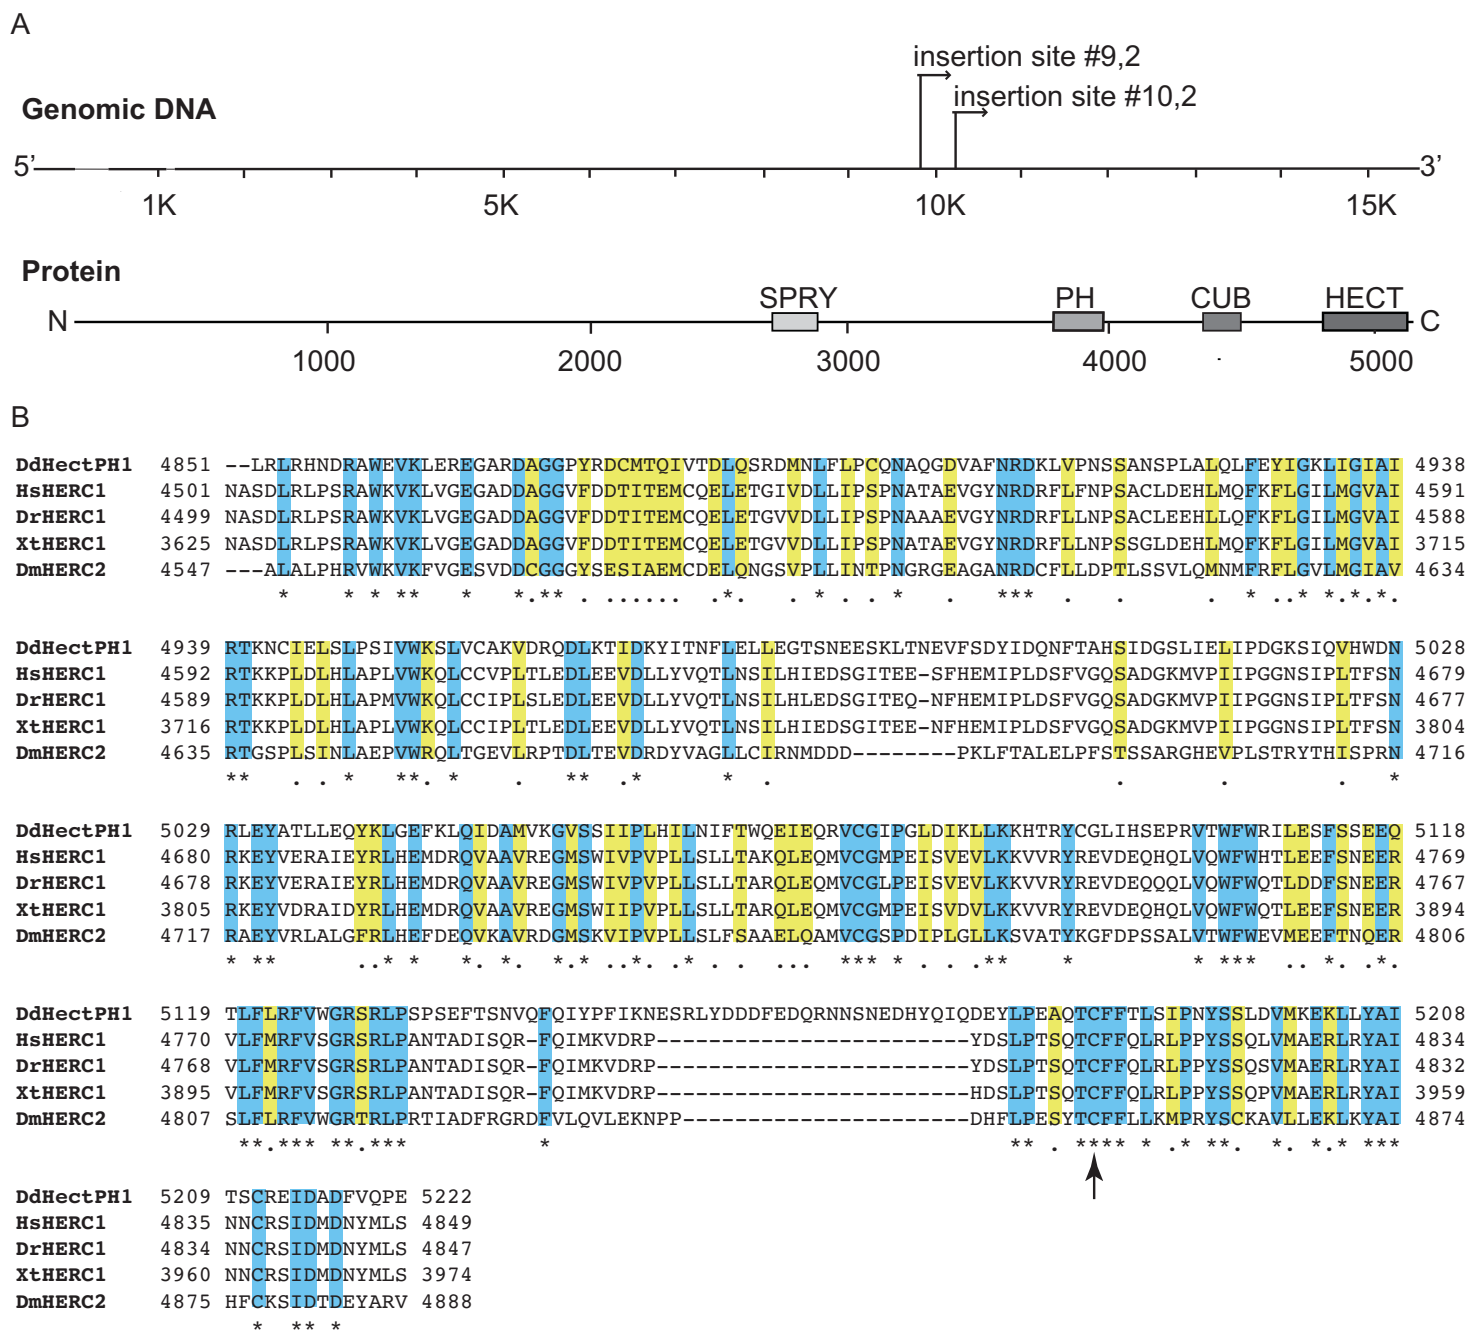 A
insertion site #9,2
insertion site #10,2
Genomic DNA
5’ 3’
1K 5K 10K 15K
Protein
SPRY PH CUB HECT
N C
1000 2000 3000 4000 5000
B
DdHectPH1 4851 --LRLRHNDRAWEVKLEREGARDAGGPYRDCMTQIVTDLQSRDMNLFLPCQNAQGDVAFNRDKLVPNSSANSPLALQLFEYIGKLIGIAI 4938
HsHERC1 4501 NASDLRLPSRAWKVKLVGEGADDAGGVFDDTITEMCQELETGIVDLLIPSPNATAEVGYNRDRFLFNPSACLDEHLMQFKFLGILMGVAI 4591
DrHERC1 4499 NASDLRLPSRAWKVKLVGEGADDAGGVFDDTITEMCQELETGVVDLLIPSPNAAAEVGYNRDRFLLNPSACLEEHLLQFKFLGILMGVAI 4588
XtHERC1 3625 NASDLRLPSRAWKVKLVGEGADDAGGVFDDTITEMCQELETGVVDLLIPSPNATAEVGYNRDRFLLNPSSGLDEHLMQFKFLGILMGVAI 3715
DmHERC2 4547 ---ALALPHRVWKVKFVGESVDDCGGGYSESIAEMCDELQNGSVPLLINTPNGRGEAGANRDCFLLDPTLSSVLQMNMFRFLGVLMGIAV 4634
* * * ** * *.** . ...... .*. . * . . * . *** . . . * ..* *.*.*.
DdHectPH1 4939 RTKNCIELSLPSIVWKSLVCAKVDRQDLKTIDKYITNFLELLEGTSNEESKLTNEVFSDYIDQNFTAHSIDGSLIELIPDGKSIQVHWDN 5028
HsHERC1 4592 RTKKPLDLHLAPLVWKQLCCVPLTLEDLEEVDLLYVQTLNSILHIEDSGITEE-SFHEMIPLDSFVGQSADGKMVPIIPGGNSIPLTFSN 4679
DrHERC1 4589 RTKKPLDLHLAPMVWKQLCCIPLSLEDLEEVDLLYVQTLNSILHLEDSGITEQ-NFHEMIPLDSFVGQSADGKMVPIIPGGNSIPLTFSN 4677
XtHERC1 3716 RTKKPLDLHLAPLVWKQLCCIPLTLEDLEEVDLLYVQTLNSILHIEDSGITEE-NFHEMIPLDSFVGQSADGKMVPIIPGGNSIPLTFSN 3804
DmHERC2 4635 RTGSPLSINLAEPVWRQLTGEVLRPTDLTEVDRDYVAGLLCIRNMDDD--------PKLFTALELPFSTSSARGHEVPLSTRYTHISPRN 4716
** . . * **. * . ** .* * . . . . *
DdHectPH1 5029 RLEYATLLEQYKLGEFKLQIDAMVKGVSSIIPLHILNIFTWQEIEQRVCGIPGLDIKLLKKHTRYCGLIHSEPRVTWFWRILESFSSEEQ 5118
HsHERC1 4680 RKEYVERAIEYRLHEMDRQVAAVREGMSWIVPVPLLSLLTAKQLEQMVCGMPEISVEVLKKVVRYREVDEQHQLVQWFWHTLEEFSNEER 4769
DrHERC1 4678 RKEYVERAIEYRLHEMDRQVAAVREGMSWIVPVPLLSLLTARQLEQMVCGLPEISVEVLKKVVRYREVDEQQQLVQWFWQTLDDFSNEER 4767
XtHERC1 3805 RKEYVDRAIDYRLHEMDRQVAAVREGMSWIIPVPLLSLLTARQLEQMVCGMPEISVDVLKKVVRYREVDEQHQLVQWFWQTLEEFSNEER 3894
DmHERC2 4717 RAEYVRLALGFRLHEFDEQVKAVRDGMSKVIPVPLLSLFSAAELQAMVCGSPDIPLGLLKSVATYKGFDPSSALVTWFWEVMEEFTNQER 4806
* ** ..* * *. *. *.* ..*. .* . ... *** * . . .** * * *** .. *. .*.
DdHectPH1 5119 TLFLRFVWGRSRLPSPSEFTSNVQFQIYPFIKNESRLYDDDFEDQRNNSNEDHYQIQDEYLPEAQTCFFTLSIPNYSSLDVMKEKLLYAI 5208
HsHERC1 4770 VLFMRFVSGRSRLPANTADISQR-FQIMKVDRP------------------------YDSLPTSQTCFFQLRLPPYSSQLVMAERLRYAI 4834
DrHERC1 4768 VLFMRFVSGRSRLPANTADISQR-FQIMKVDRP------------------------YDSLPTSQTCFFQLRLPPYSSQSVMAERLRYAI 4832
XtHERC1 3895 VLFMRFVSGRSRLPANTADISQR-FQIMKVDRP------------------------HDSLPTSQTCFFQLRLPPYSSQPVMAERLRYAI 3959
DmHERC2 4807 SLFLRFVWGRTRLPRTIADFRGRDFVLQVLEKNPP----------------------DHFLPESYTCFFLLKMPRYSCKAVLLEKLKYAI 4874
**.*** **.*** * ** . **** * .* **. *. *.* ***
DdHectPH1 5209 TSCREIDADFVQPE 5222
HsHERC1 4835 NNCRSIDMDNYMLS 4849
DrHERC1 4834 NNCRSIDMDNYMLS 4847
XtHERC1 3960 NNCRSIDMDNYMLS 3974
DmHERC2 4875 HFCKSIDTDEYARV 4888
* ** *